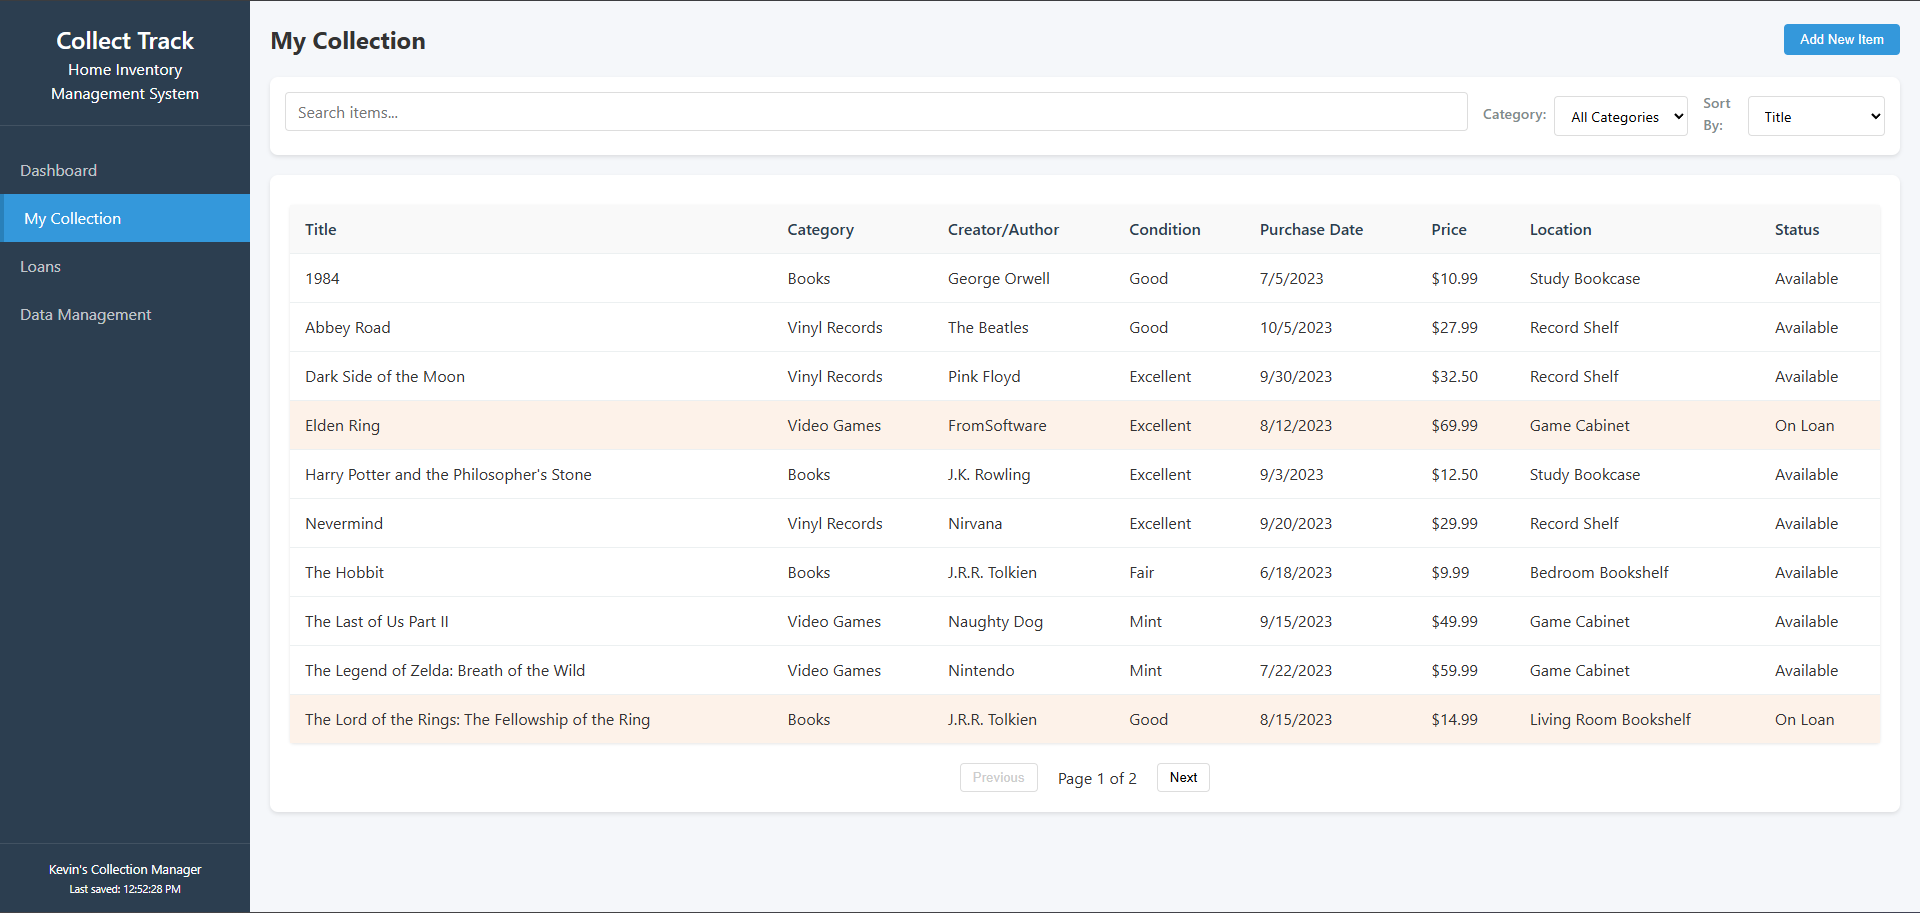 Collect Track
Home Inventory
Management System
Dashboard
My Collection
Loans
Data Management
Kevin's Collection Manager
Last saved: 12:52:28 PM
My Collection
Add New Item
Search items...
Category:
All Categories
Sort
By:
Title
Title Category Creator/Author Condition Purchase Date Price Location Status
1984 Books George Orwell Good 7/5/2023 $10.99 Study Bookcase Available
Abbey Road Vinyl Records The Beatles Good 10/5/2023 $27.99 Record Shelf Available
Dark Side of the Moon Vinyl Records Pink Floyd Excellent 9/30/2023 $32.50 Record Shelf Available
Elden Ring Video Games FromSoftware Excellent 8/12/2023 $69.99 Game Cabinet On Loan
Harry Potter and the Philosopher's Stone Books J.K. Rowling Excellent 9/3/2023 $12.50 Study Bookcase Available
Nevermind Vinyl Records Nirvana Excellent 9/20/2023 $29.99 Record Shelf Available
The Hobbit Books J.R.R. Tolkien Fair 6/18/2023 $9.99 Bedroom Bookshelf Available
The Last of Us Part II Video Games Naughty Dog Mint 9/15/2023 $49.99 Game Cabinet Available
The Legend of Zelda: Breath of the Wild Video Games Nintendo Mint 7/22/2023 $59.99 Game Cabinet Available
The Lord of the Rings: The Fellowship of the Ring Books J.R.R. Tolkien Good 8/15/2023 $14.99 Living Room Bookshelf On Loan
Previous Page 1 of 2 Next